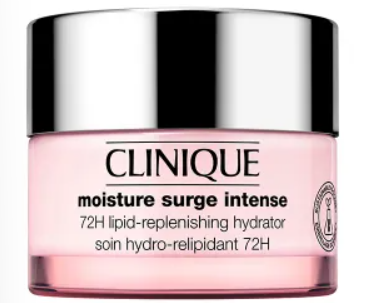 CLINIQUE
moisture surge intense
72H lipid-replenishing hydrator
soin hydro-relipidant 72H